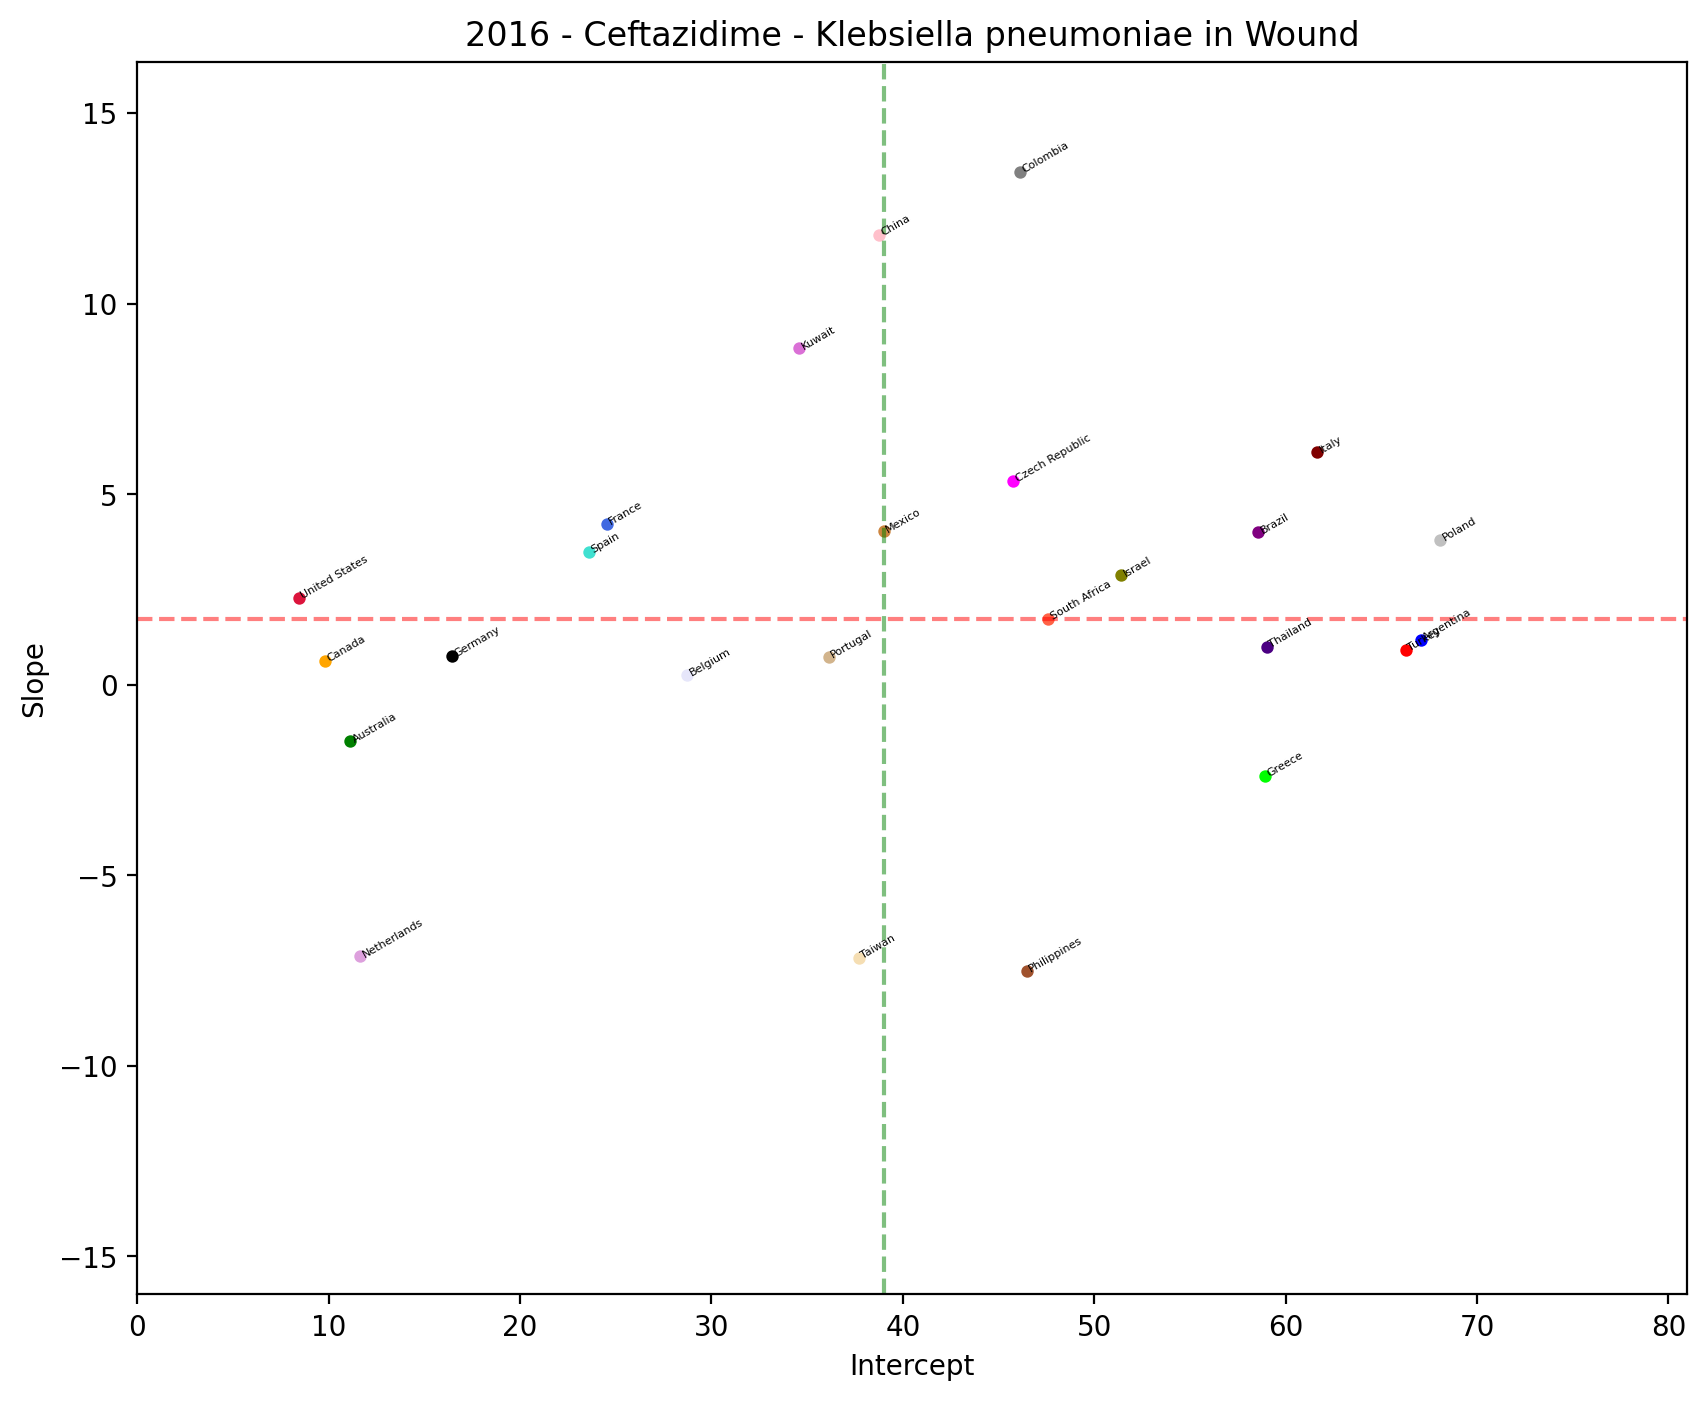 2016 - Ceftazidime - Klebsiella pneumoniae in Wound
15
10
5
0
−5
−10
−15
Slope
Colombia
China
Kuwait
Czech Republic
Italy
France
Mexico
Brazil
Poland
Spain
Israel
United States
South Africa
Argentina
Turkey
Thailand
Canada
Germany
Portugal
Belgium
Australia
Greece
Netherlands
Taiwan
Philippines
0 10 20 30 40 50 60 70 80
Intercept